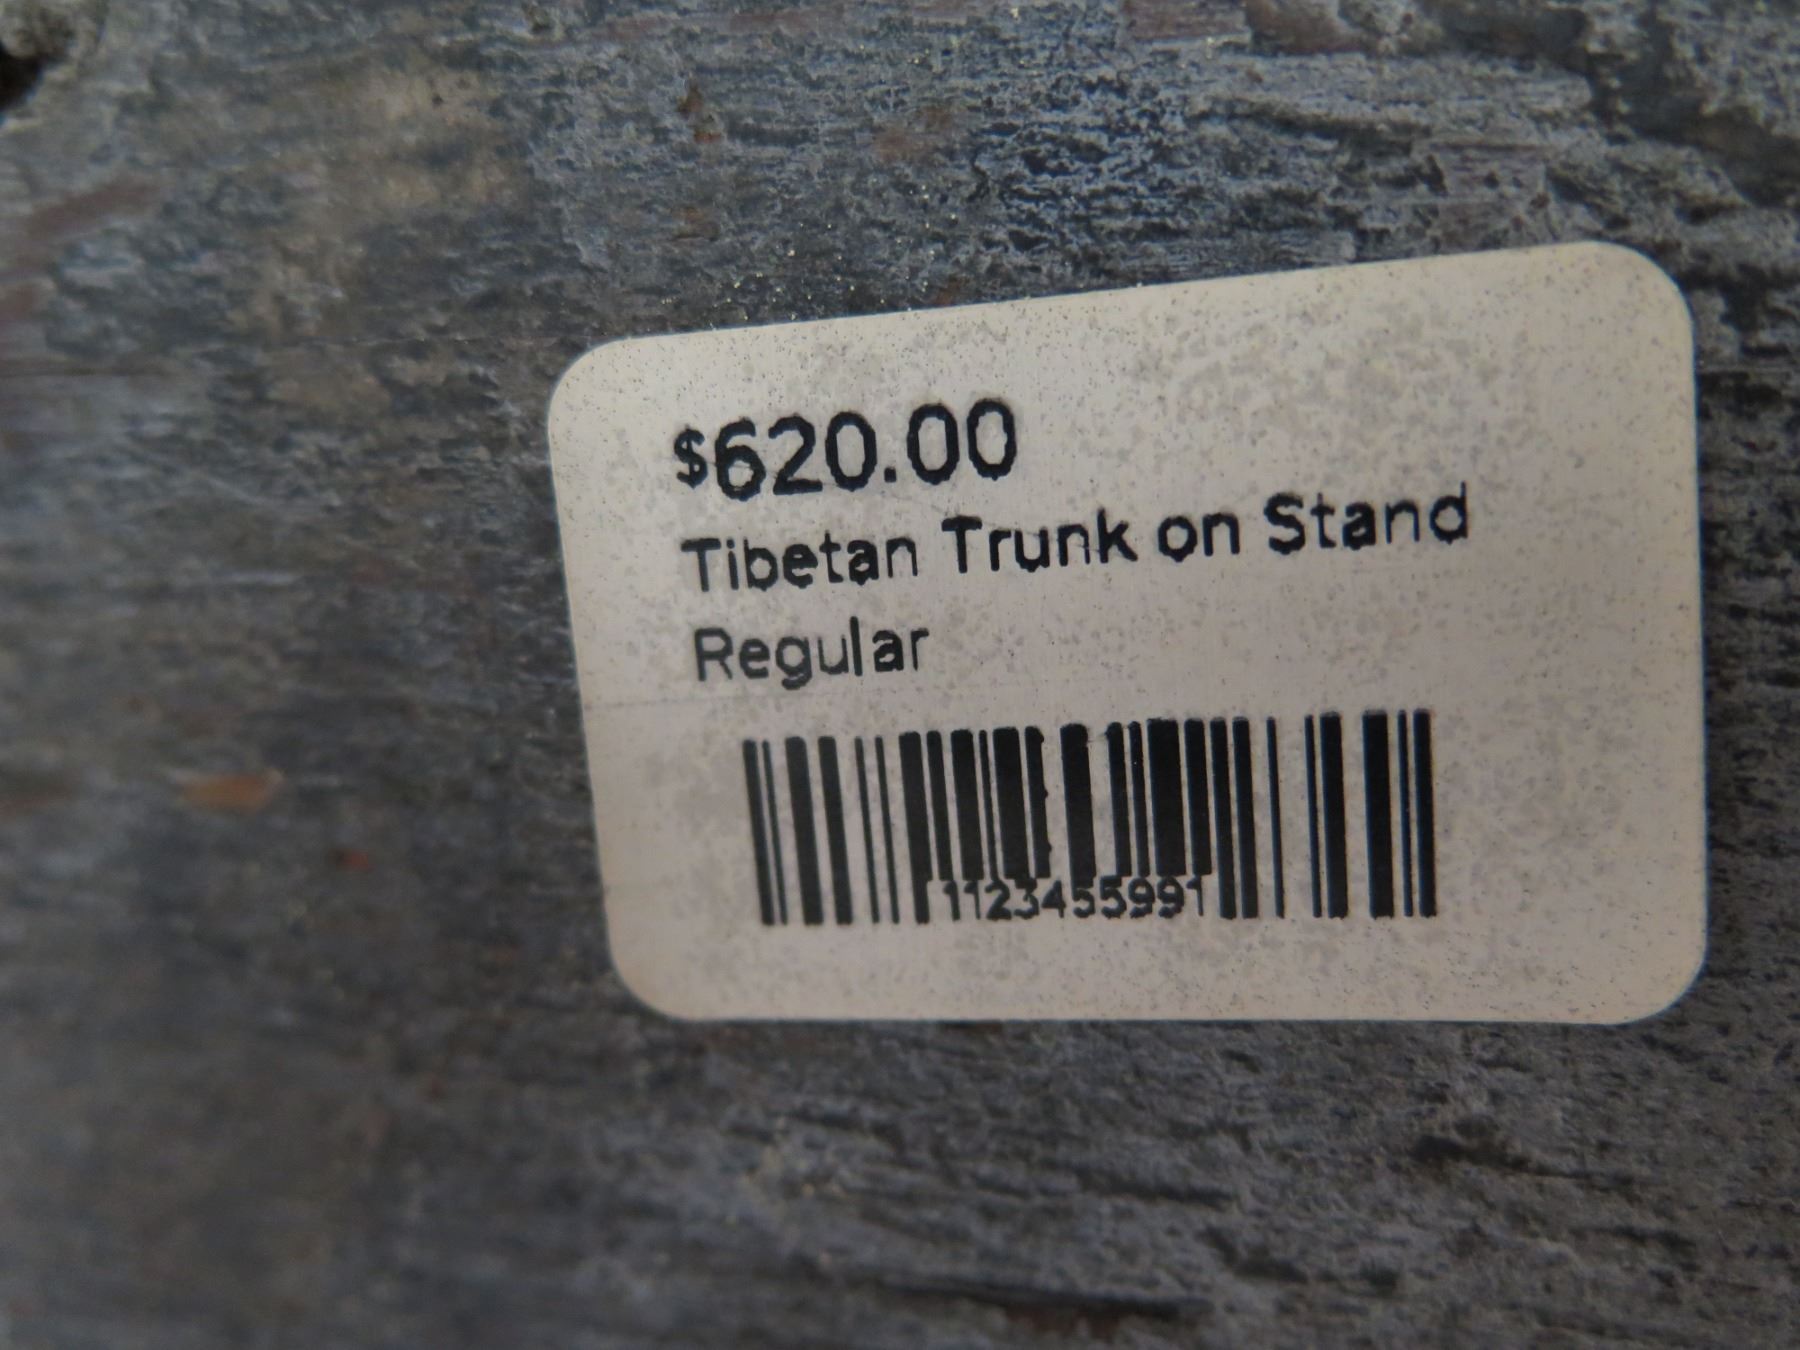 $620.00
Tibetan Trunk on Stand
Regular
1123455991